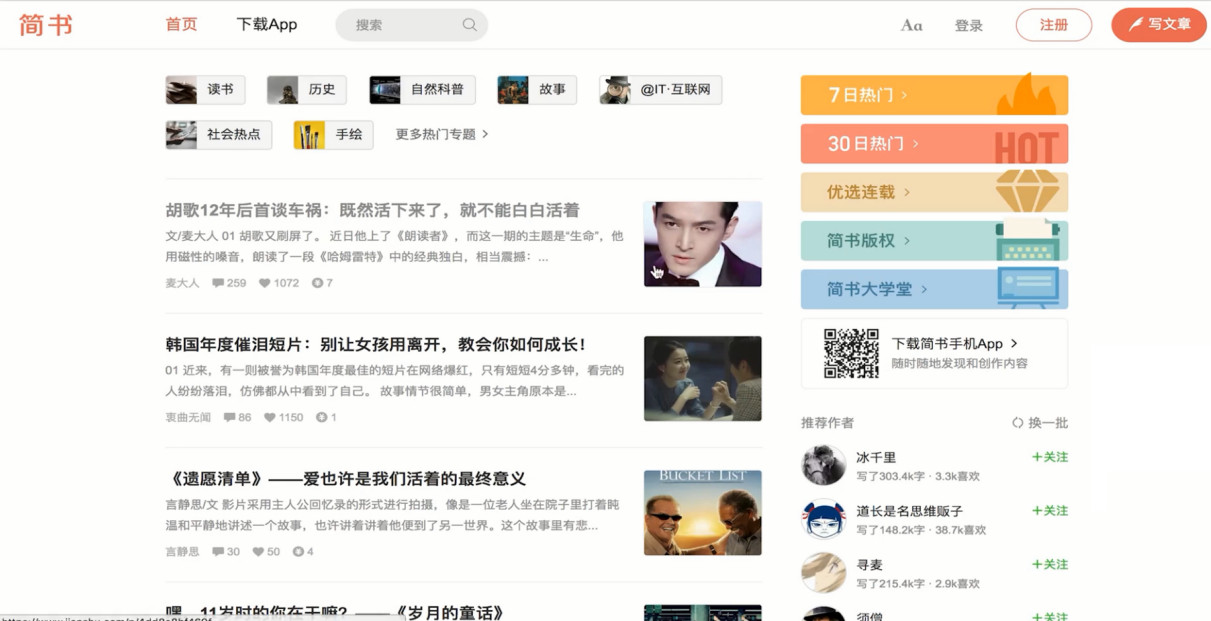 简书
首页
下载App
搜索
Aa
登录
注册
写文章
读书
历史
自然科普
故事
@IT·互联网
社会热点
手绘
更多热门专题 >
胡歌12年后首谈车祸：既然活下来了，就不能白白活着
文/麦大人 01 胡歌又刷屏了。 近日他上了《朗读者》，而这一期的主题是“生命”，他
用磁性的嗓音，朗读了一段《哈姆雷特》中的经典独白，相当震撼：...
麦大人 259 1072 7
韩国年度催泪短片：别让女孩用离开，教会你如何成长！
01 近来，有一则被誉为韩国年度最佳的短片在网络爆红，只有短短4分多钟，看完的
人纷纷落泪，仿佛都从中看到了自己。 故事情节很简单，男女主角原本是...
衷曲无闻 86 1150 1
《遗愿清单》——爱也许是我们活着的最终意义
BUCKET LIST
言静思/文 影片采用主人公回忆录的形式进行拍摄，像是一位老人坐在院子里打着盹
温和平静地讲述一个故事，也许讲着讲着他便到了另一世界。这个故事里有悲...
言静思 30 50 4
嘿，11岁时的你在干嘛？——《岁月的童话》
7日热门 >
30日热门 >
HOT
优选连载 >
简书版权 >
简书大学堂 >
下载简书手机App >
随时随地发现和创作内容
推荐作者
换一批
冰千里
+关注
写了303.4k字 · 3.3k喜欢
道长是名思维贩子
+关注
写了148.2k字 · 38.7k喜欢
寻麦
+关注
写了215.4k字 · 2.9k喜欢
+关注